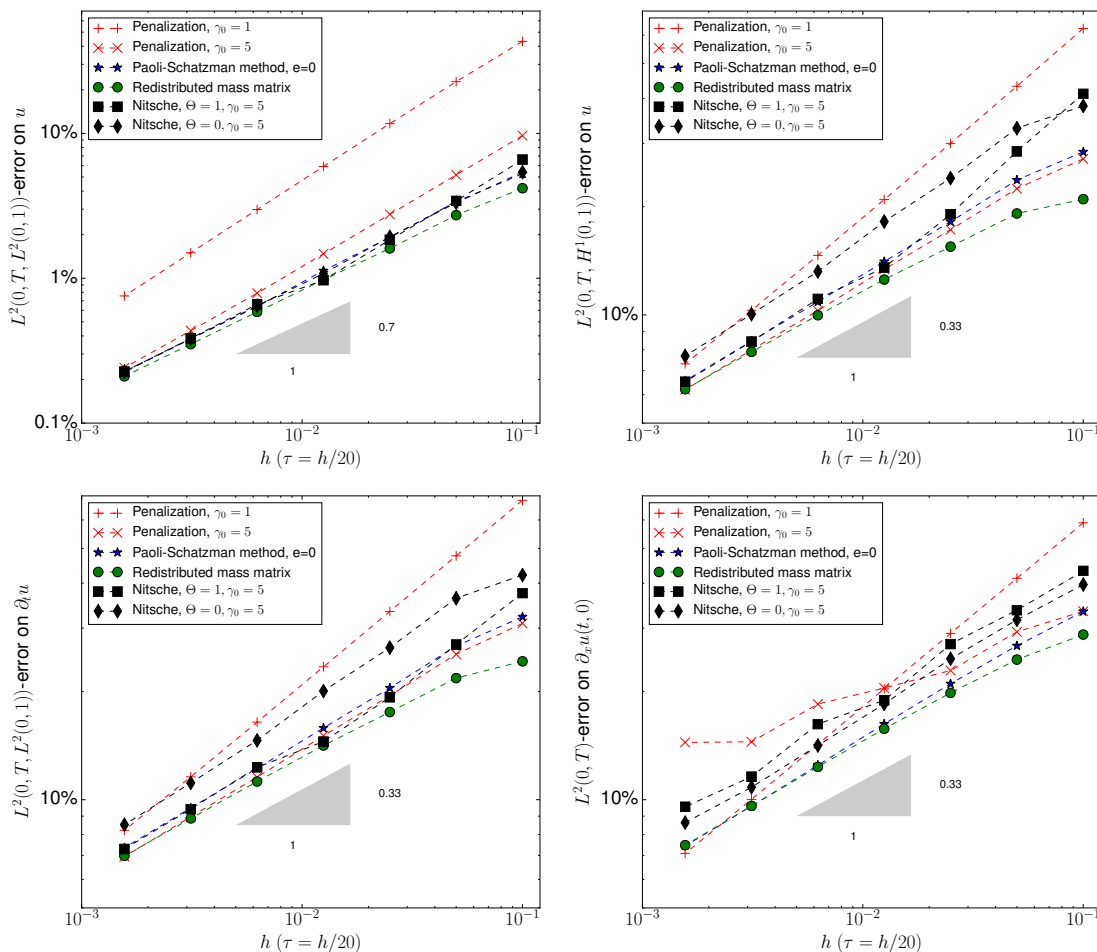 Penalization, γ₀ = 1
Penalization, γ₀ = 5
Paoli-Schatzman method, e=0
Redistributed mass matrix
Nitsche, Θ = 1, γ₀ = 5
Nitsche, Θ = 0, γ₀ = 5
L²(0, T, L²(0, 1))-error on u
10%
1%
0.1%
0.7
1
10⁻³
10⁻²
10⁻¹
h (τ = h/20)
Penalization, γ₀ = 1
Penalization, γ₀ = 5
Paoli-Schatzman method, e=0
Redistributed mass matrix
Nitsche, Θ = 1, γ₀ = 5
Nitsche, Θ = 0, γ₀ = 5
L²(0, T, H¹(0, 1))-error on u
10%
0.33
1
10⁻³
10⁻²
10⁻¹
h (τ = h/20)
Penalization, γ₀ = 1
Penalization, γ₀ = 5
Paoli-Schatzman method, e=0
Redistributed mass matrix
Nitsche, Θ = 1, γ₀ = 5
Nitsche, Θ = 0, γ₀ = 5
L²(0, T, L²(0, 1))-error on ∂ₜu
10%
0.33
1
10⁻³
10⁻²
10⁻¹
h (τ = h/20)
Penalization, γ₀ = 1
Penalization, γ₀ = 5
Paoli-Schatzman method, e=0
Redistributed mass matrix
Nitsche, Θ = 1, γ₀ = 5
Nitsche, Θ = 0, γ₀ = 5
L²(0, T)-error on ∂ₓu(t, 0)
10%
0.33
1
10⁻³
10⁻²
10⁻¹
h (τ = h/20)